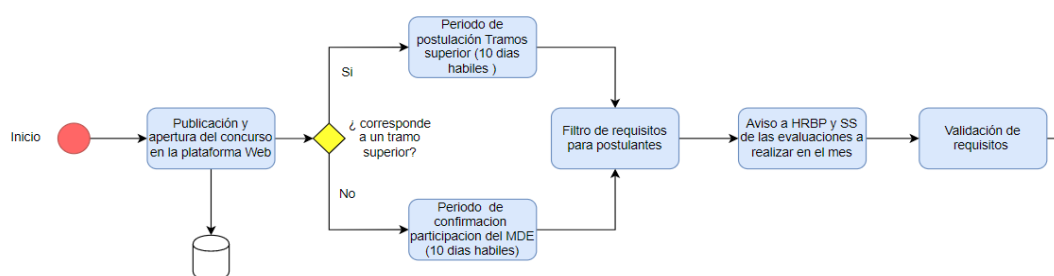 Inicio
Publicación y
apertura del concurso
en la plataforma Web
¿ corresponde
a un tramo
superior?
Si
No
Periodo de
postulación Tramos
superior (10 dias
habiles )
Periodo  de
confirmacion
participacion del MDE
(10 dias habiles)
Filtro de requisitos
para postulantes
Aviso a HRBP y SS
de las evaluaciones a
realizar en el mes
Validación de
requisitos